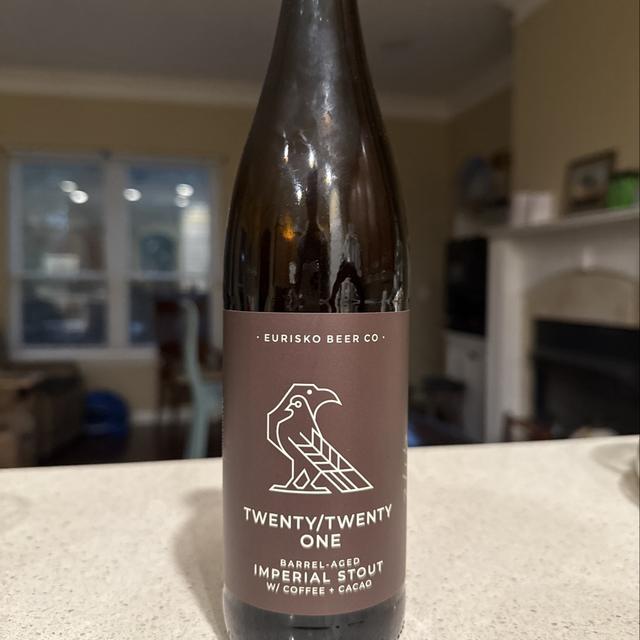 · EURISKO BEER CO ·
TWENTY/TWENTY
ONE
BARREL-AGED
IMPERIAL STOUT
W/ COFFEE + CACAO